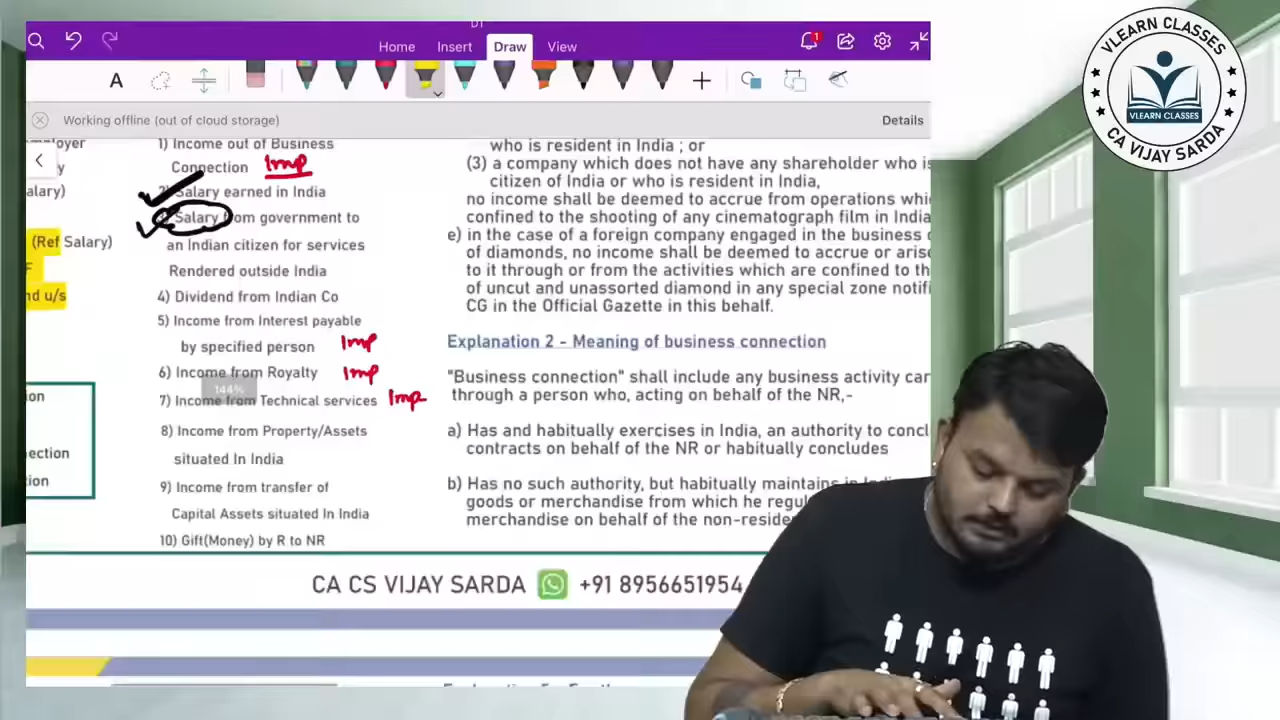 D1
Home Insert Draw View
1
A
Working offline (out of cloud storage) Details
employer
alary)
(Ref Salary)
F
nd u/s
ion
ection
tion
1) Income out of Business
Connection Imp
Salary earned in India
Salary from government to
an Indian citizen for services
Rendered outside India
4) Dividend from Indian Co
5) Income from Interest payable
by specified person Imp
6) Income from Royalty Imp
144%
7) Income from Technical services Imp
8) Income from Property/Assets
situated In India
9) Income from transfer of
Capital Assets situated In India
10) Gift(Money) by R to NR
who is resident in India ; or
(3) a company which does not have any shareholder who is
citizen of India or who is resident in India,
no income shall be deemed to accrue from operations whi
confined to the shooting of any cinematograph film in India
e) in the case of a foreign company engaged in the business
of diamonds, no income shall be deemed to accrue or arise
to it through or from the activities which are confined to th
of uncut and unassorted diamond in any special zone notifi
CG in the Official Gazette in this behalf.
Explanation 2 - Meaning of business connection
"Business connection" shall include any business activity car
through a person who, acting on behalf of the NR,-
a) Has and habitually exercises in India, an authority to concl
contracts on behalf of the NR or habitually concludes
b) Has no such authority, but habitually maintains in Indi
goods or merchandise from which he regu
merchandise on behalf of the non-reside
CA CS VIJAY SARDA +91 8956651954
VLEARN CLASSES
VLEARN CLASSES
CA VIJAY SARDA